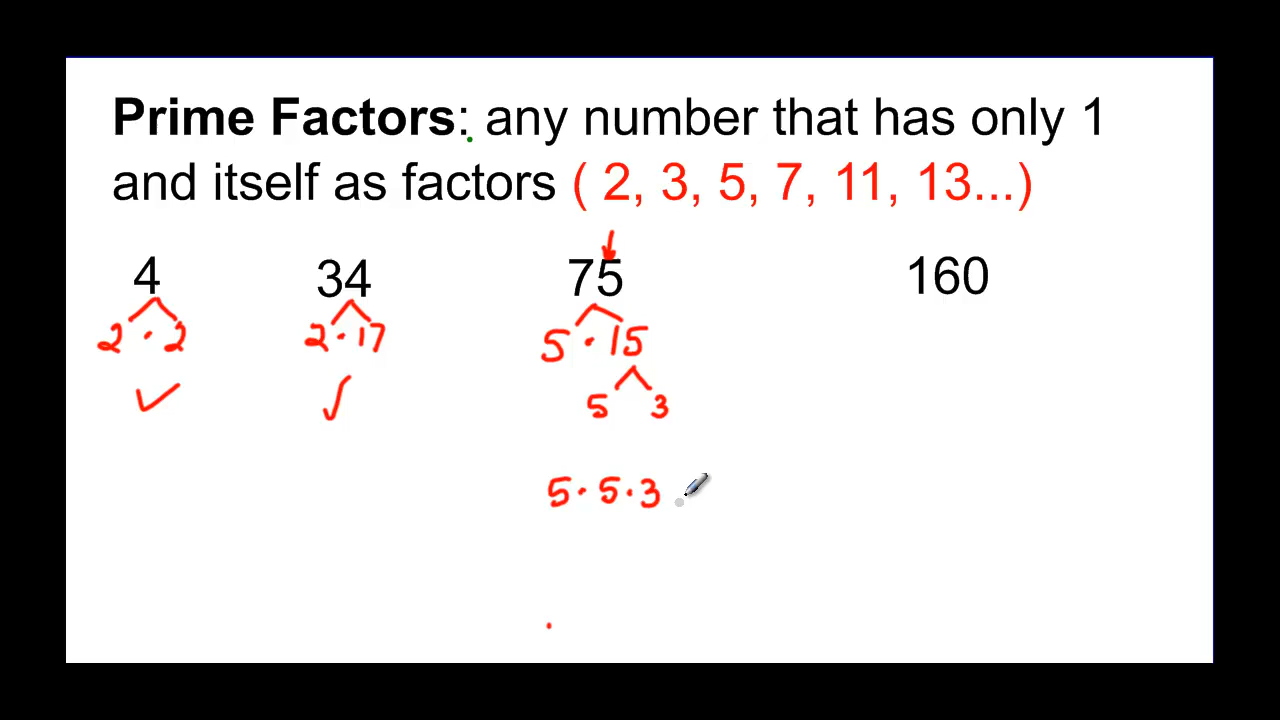 Prime Factors: any number that has only 1
and itself as factors ( 2, 3, 5, 7, 11, 13...)
4 34 75 160
2 · 2 2 · 17 5 · 15
5 3
5 · 5 · 3